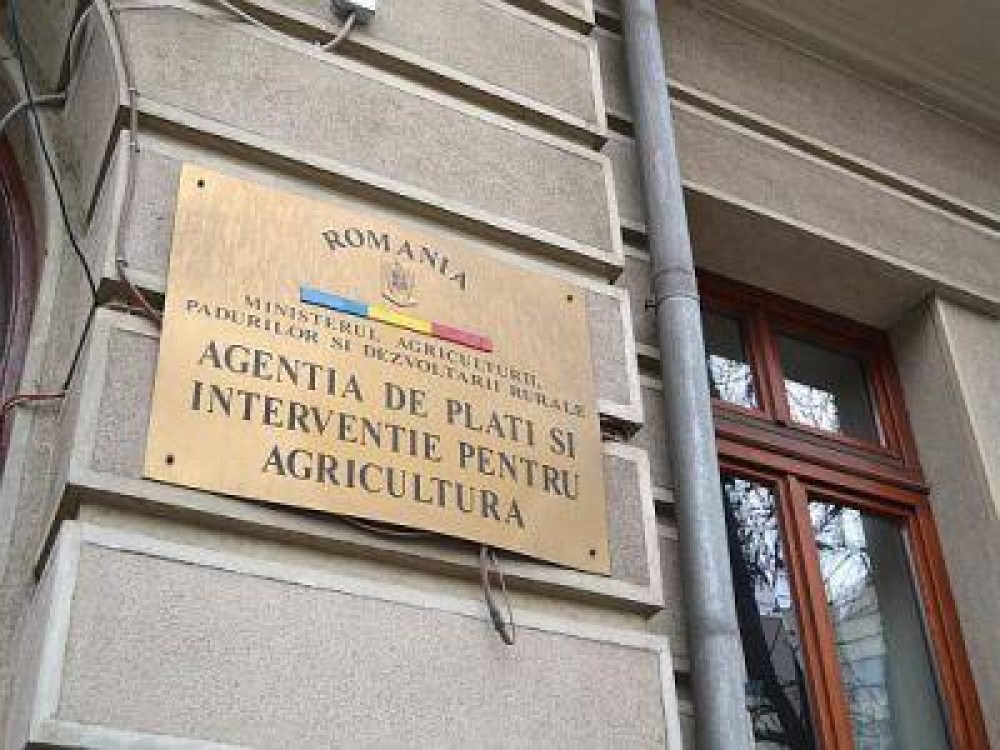 ROMANIA
MINISTERUL AGRICULTURII,
PADURILOR SI DEZVOLTARII RURALE
AGENTIA DE PLATI SI
INTERVENTIE PENTRU
AGRICULTURA